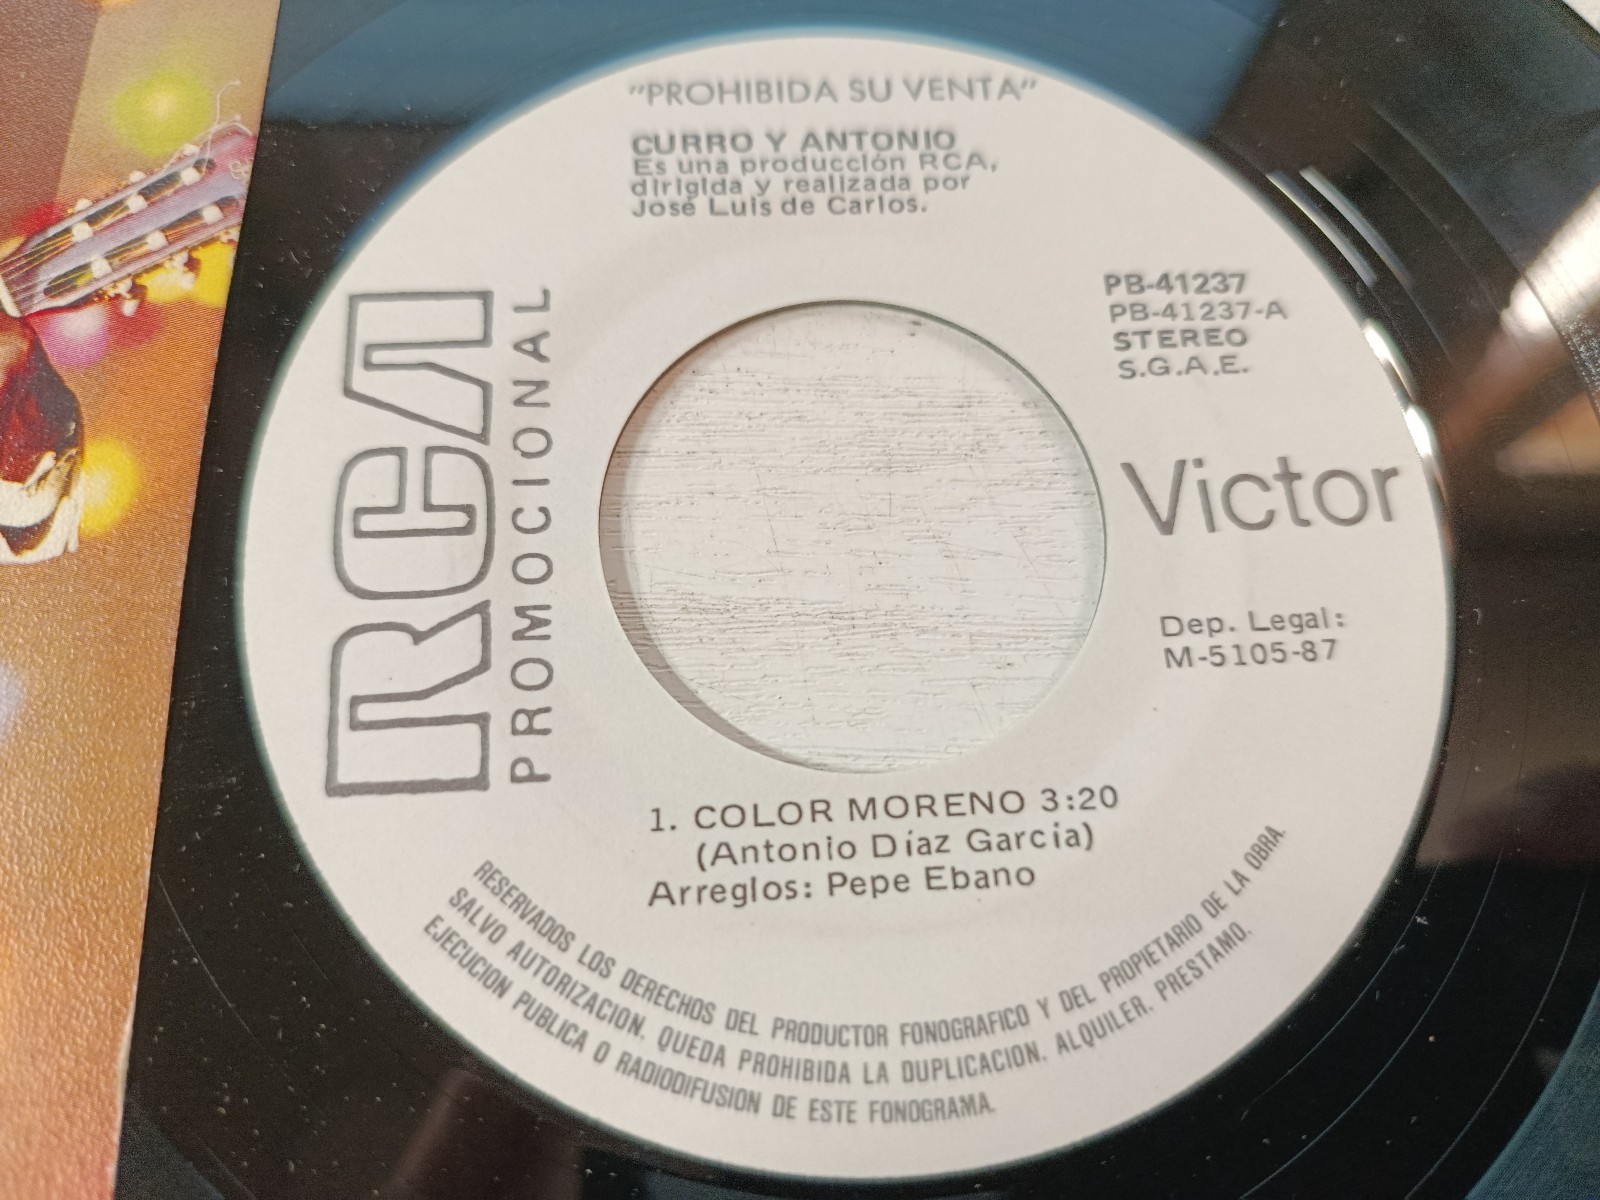 "PROHIBIDA SU VENTA"
CURRO Y ANTONIO
Es una producción RCA,
dirigida y realizada por
José Luis de Carlos.
RCA
PROMOCIONAL
PB-41237
PB-41237-A
STEREO
S.G.A.E.
Victor
Dep. Legal:
M-5105-87
1. COLOR MORENO 3:20
(Antonio Díaz García)
Arreglos: Pepe Ebano
RESERVADOS LOS DERECHOS DEL PRODUCTOR FONOGRAFICO Y DEL PROPIETARIO DE LA OBRA.
SALVO AUTORIZACION. QUEDA PROHIBIDA LA DUPLICACION. ALQUILER. PRESTAMO.
EJECUCION PUBLICA O RADIODIFUSION DE ESTE FONOGRAMA.